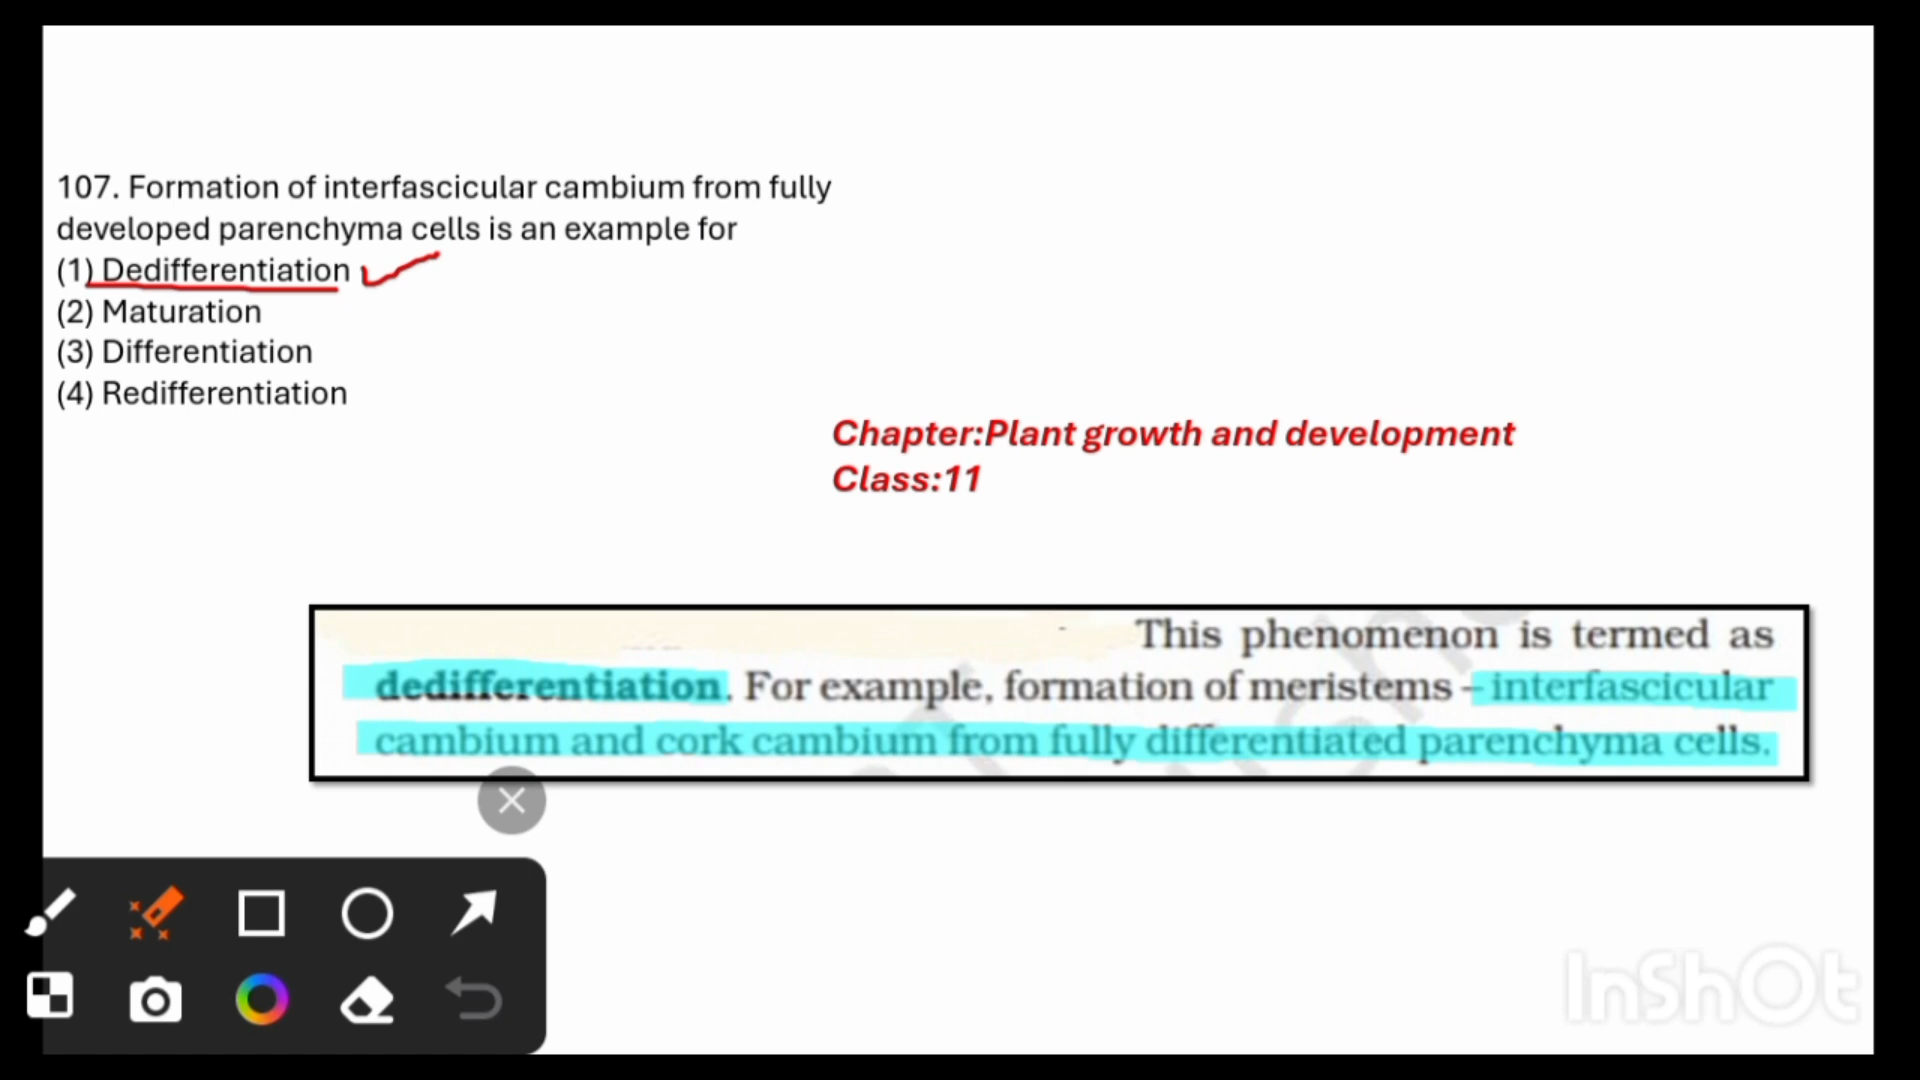 107. Formation of interfascicular cambium from fully
developed parenchyma cells is an example for
(1) Dedifferentiation
(2) Maturation
(3) Differentiation
(4) Redifferentiation
Chapter:Plant growth and development
Class:11
This phenomenon is termed as
dedifferentiation. For example, formation of meristems – interfascicular
cambium and cork cambium from fully differentiated parenchyma cells.
InShOt